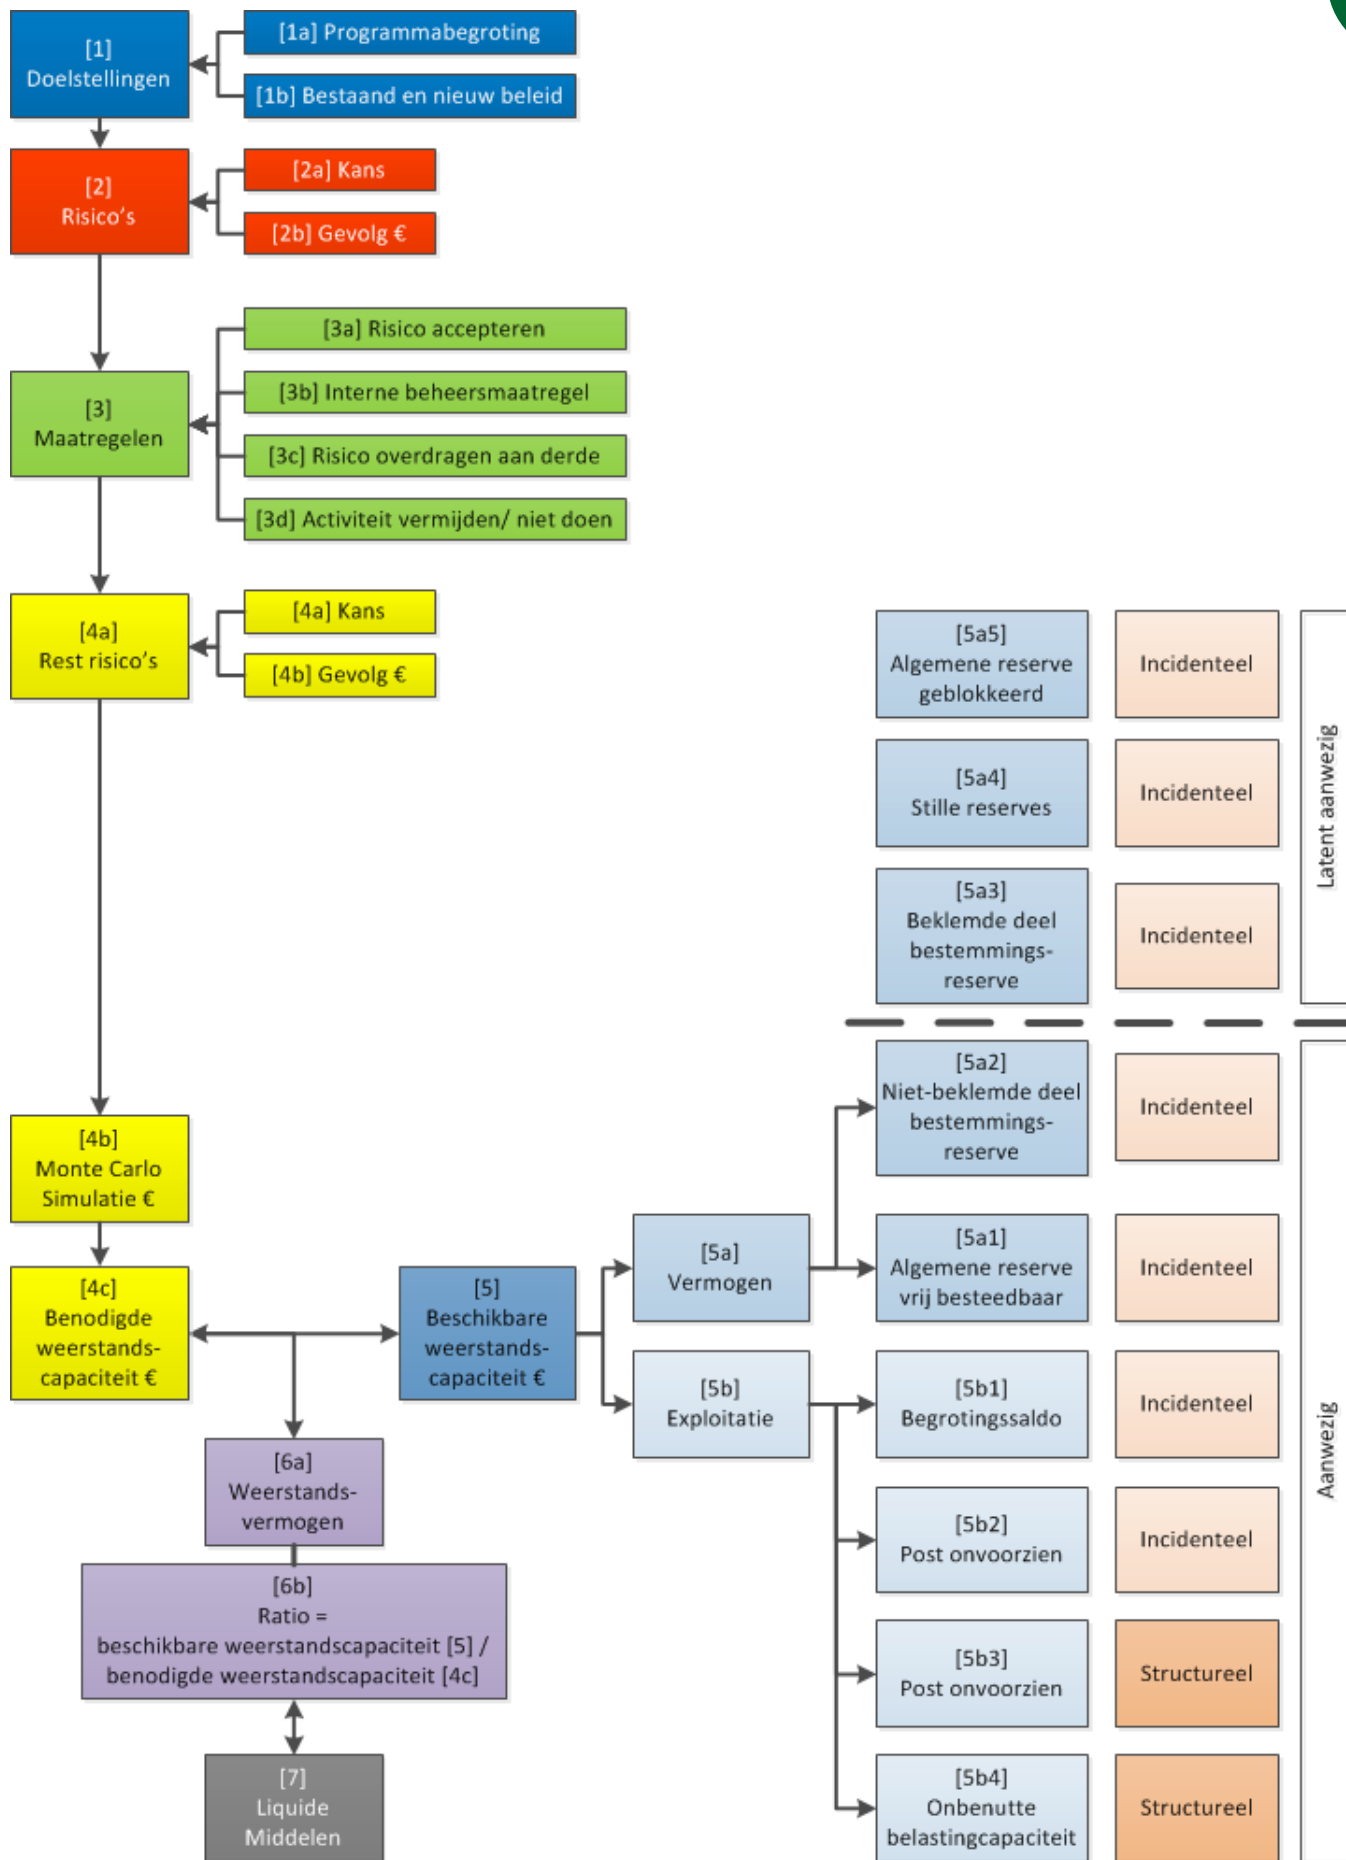 [1]
Doelstellingen
[1a] Programmabegroting
[1b] Bestaand en nieuw beleid
[2]
Risico's
[2a] Kans
[2b] Gevolg €
[3]
Maatregelen
[3a] Risico accepteren
[3b] Interne beheersmaatregel
[3c] Risico overdragen aan derde
[3d] Activiteit vermijden/ niet doen
[4a]
Rest risico's
[4a] Kans
[4b] Gevolg €
[5a5]
Algemene reserve
geblokkeerd
Incidenteel
[5a4]
Stille reserves
Incidenteel
[5a3]
Beklemde deel
bestemmings-
reserve
Incidenteel
Latent aanwezig
[5a2]
Niet-beklemde deel
bestemmings-
reserve
Incidenteel
[4b]
Monte Carlo
Simulatie €
[4c]
Benodigde
weerstands-
capaciteit €
[5]
Beschikbare
weerstands-
capaciteit €
[5a]
Vermogen
[5a1]
Algemene reserve
vrij besteedbaar
Incidenteel
[5b]
Exploitatie
[5b1]
Begrotingssaldo
Incidenteel
Aanwezig
[6a]
Weerstands-
vermogen
[5b2]
Post onvoorzien
Incidenteel
[6b]
Ratio =
beschikbare weerstandscapaciteit [5] /
benodigde weerstandscapaciteit [4c]
[5b3]
Post onvoorzien
Structureel
[7]
Liquide
Middelen
[5b4]
Onbenutte
belastingcapaciteit
Structureel